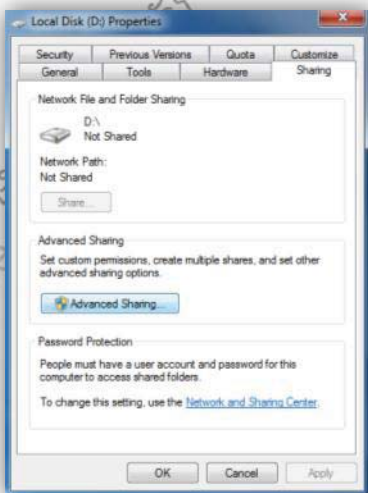 Local Disk (D:) Properties
Security
Previous Versions
Quota
Customize
General
Tools
Hardware
Sharing
Network File and Folder Sharing
D:\
Not Shared
Network Path:
Not Shared
Share...
Advanced Sharing
Set custom permissions, create multiple shares, and set other
advanced sharing options.
Advanced Sharing...
Password Protection
People must have a user account and password for this
computer to access shared folders.
To change this setting, use the Network and Sharing Center.
OK
Cancel
Apply